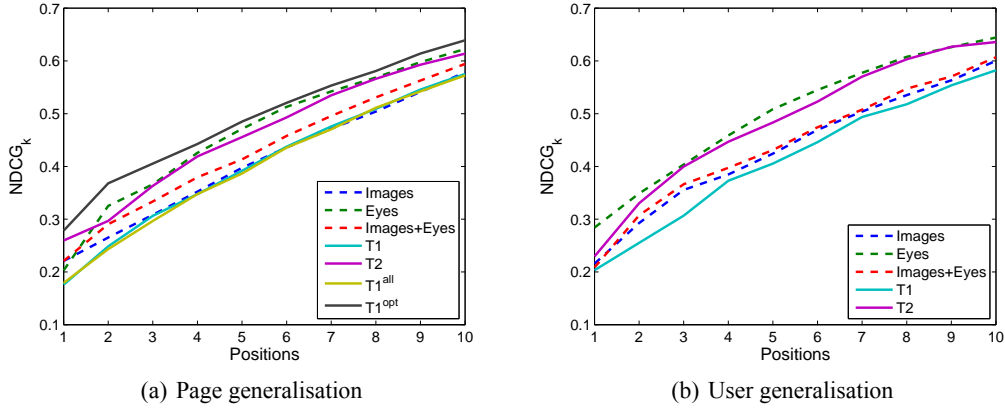 0.7
0.6
0.5
0.4
0.3
0.2
0.1
NDCG_k
1 2 3 4 5 6 7 8 9 10
Positions
Images
Eyes
Images+Eyes
T1
T2
T1^all
T1^opt
(a) Page generalisation
0.7
0.6
0.5
0.4
0.3
0.2
0.1
NDCG_k
1 2 3 4 5 6 7 8 9 10
Positions
Images
Eyes
Images+Eyes
T1
T2
(b) User generalisation